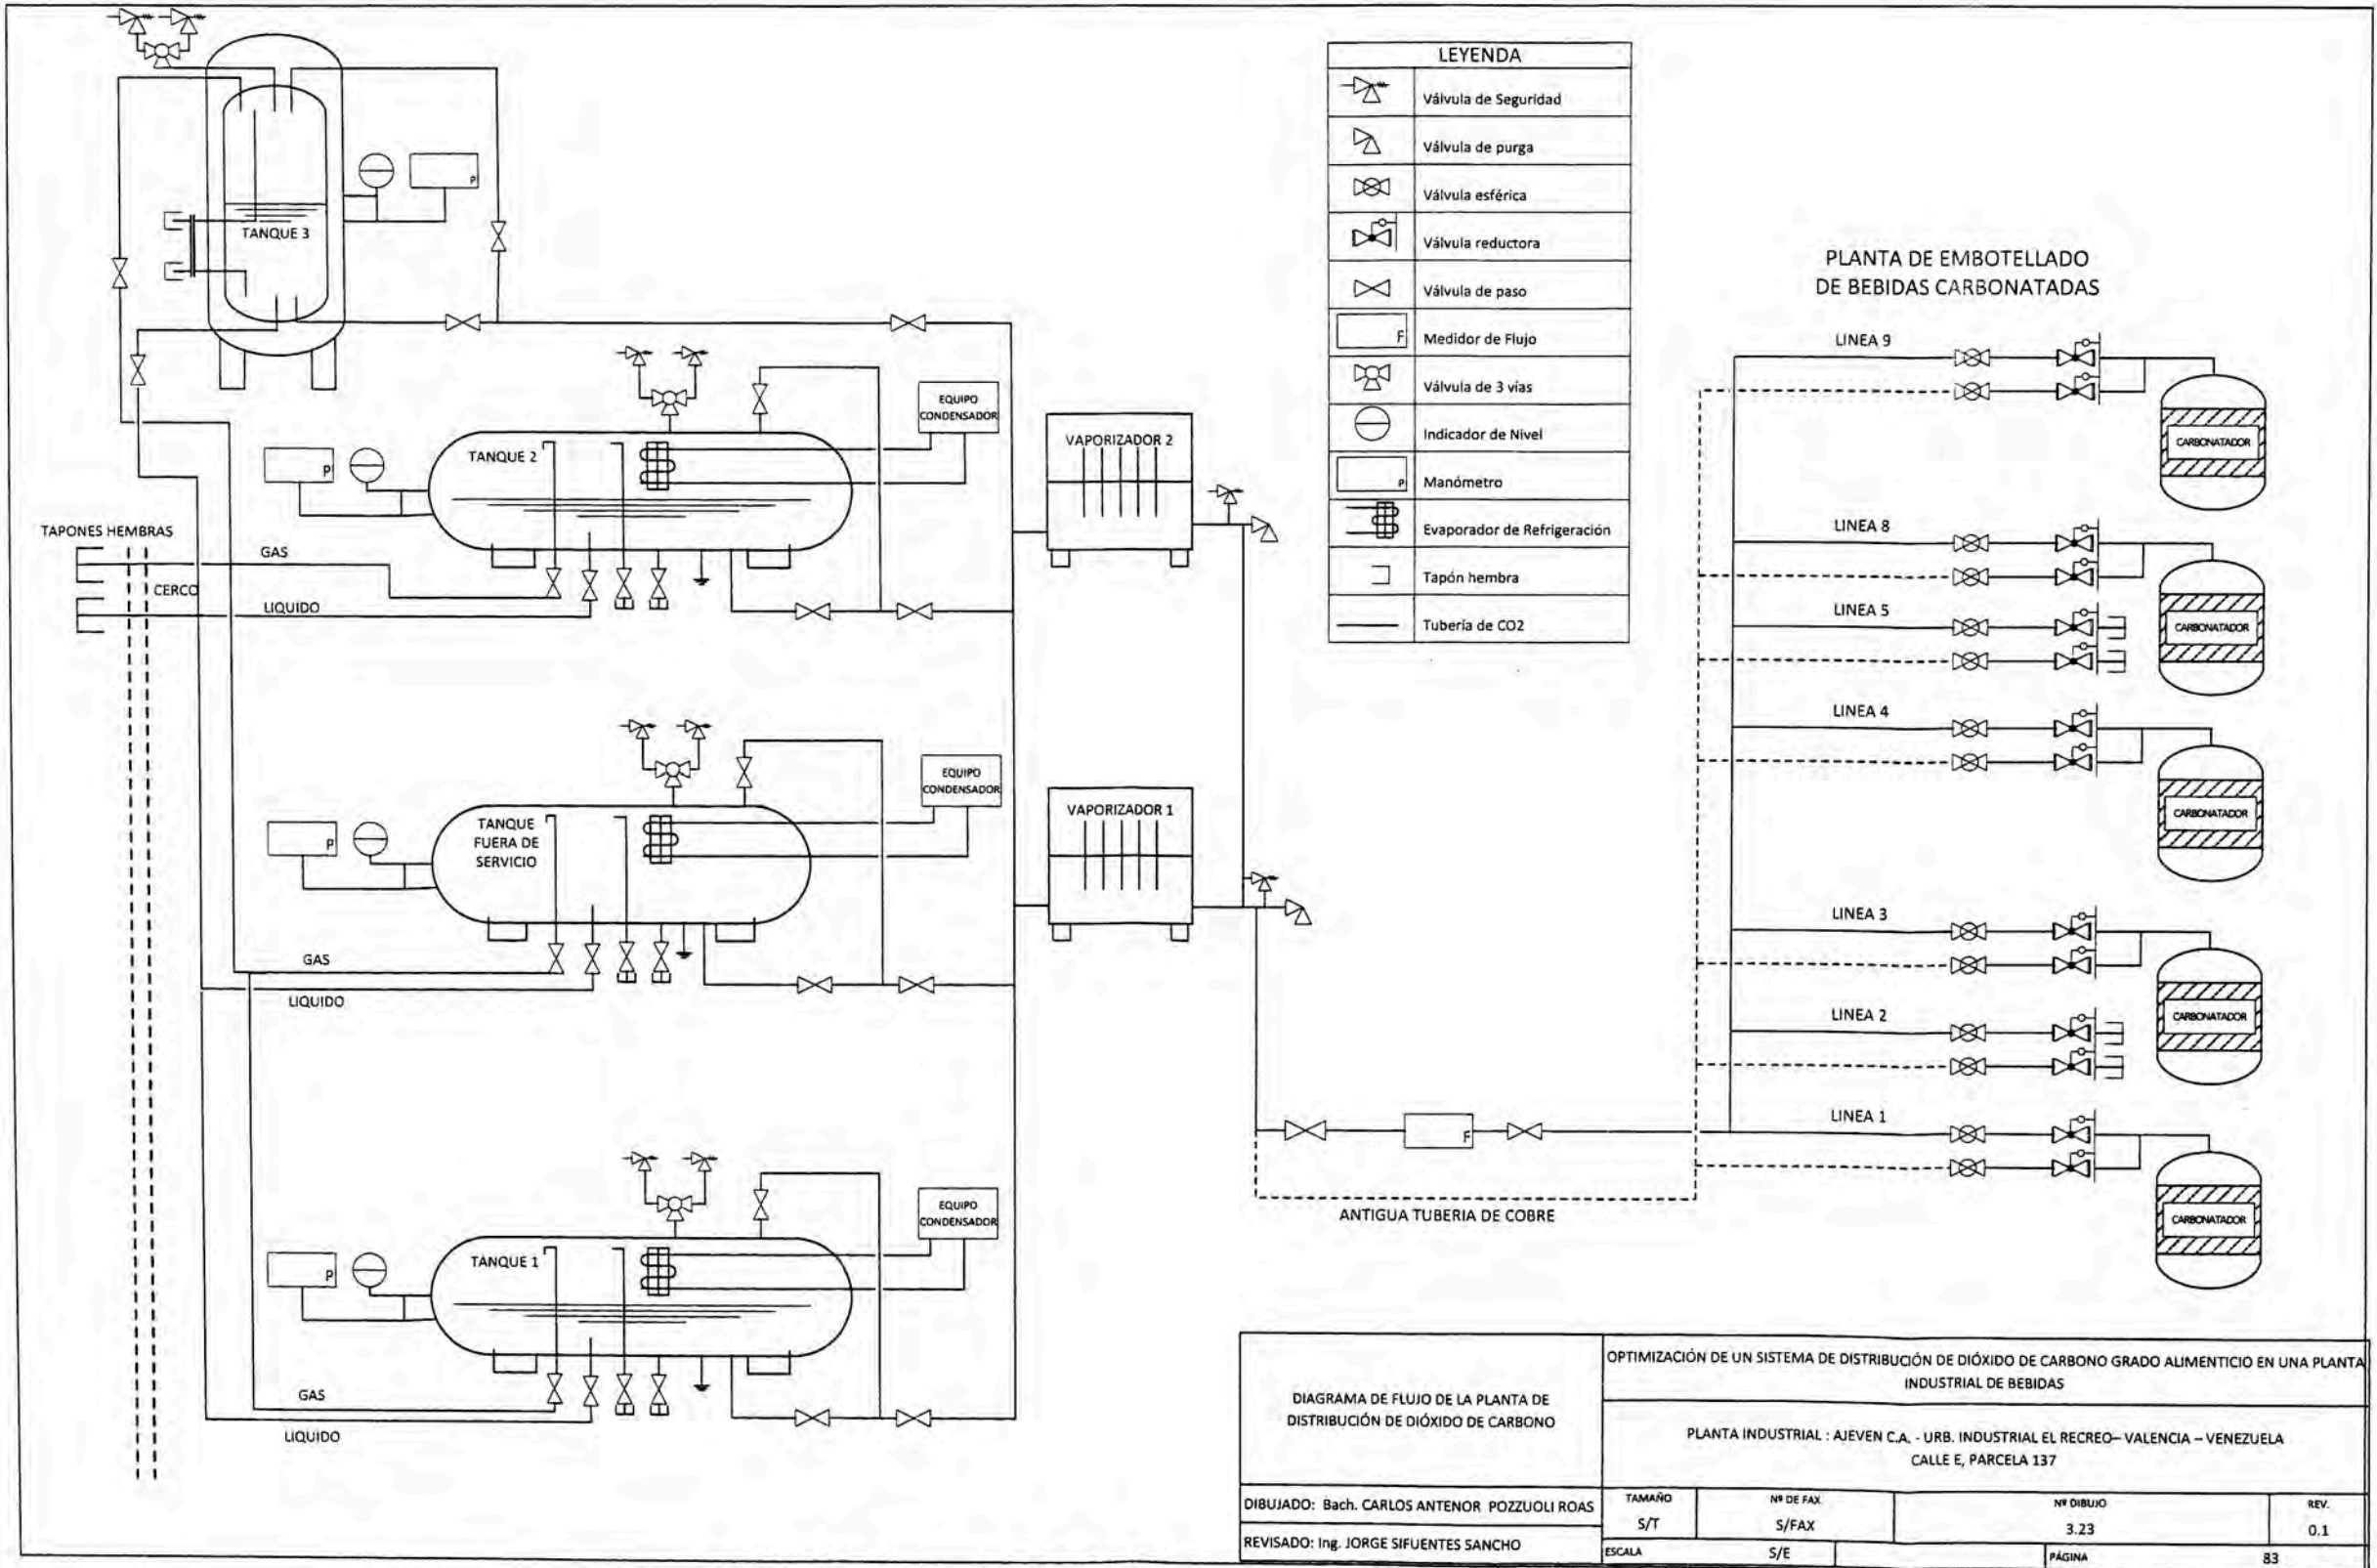 LEYENDA
Válvula de Seguridad
Válvula de purga
Válvula esférica
Válvula reductora
Válvula de paso
F
Medidor de Flujo
Válvula de 3 vías
Indicador de Nivel
P
Manómetro
Evaporador de Refrigeración
Tapón hembra
Tubería de CO2
P
TANQUE 3
TANQUE 2
P
EQUIPO
CONDENSADOR
VAPORIZADOR 2
TAPONES HEMBRAS
GAS
CERCO
LIQUIDO
TANQUE
FUERA DE
SERVICIO
P
EQUIPO
CONDENSADOR
VAPORIZADOR 1
GAS
LIQUIDO
TANQUE 1
P
EQUIPO
CONDENSADOR
GAS
LIQUIDO
F
ANTIGUA TUBERIA DE COBRE
PLANTA DE EMBOTELLADO
DE BEBIDAS CARBONATADAS
LINEA 9
CARBONATADOR
LINEA 8
LINEA 5
CARBONATADOR
LINEA 4
CARBONATADOR
LINEA 3
LINEA 2
CARBONATADOR
LINEA 1
CARBONATADOR
DIAGRAMA DE FLUJO DE LA PLANTA DE
DISTRIBUCIÓN DE DIÓXIDO DE CARBONO
OPTIMIZACIÓN DE UN SISTEMA DE DISTRIBUCIÓN DE DIÓXIDO DE CARBONO GRADO ALIMENTICIO EN UNA PLANTA
INDUSTRIAL DE BEBIDAS
PLANTA INDUSTRIAL : AJEVEN C.A. - URB. INDUSTRIAL EL RECREO– VALENCIA – VENEZUELA
CALLE E, PARCELA 137
DIBUJADO: Bach. CARLOS ANTENOR POZZUOLI ROAS
REVISADO: Ing. JORGE SIFUENTES SANCHO
TAMAÑO
S/T
Nº DE FAX
S/FAX
Nº DIBUJO
3.23
REV.
0.1
ESCALA
S/E
PÁGINA
83